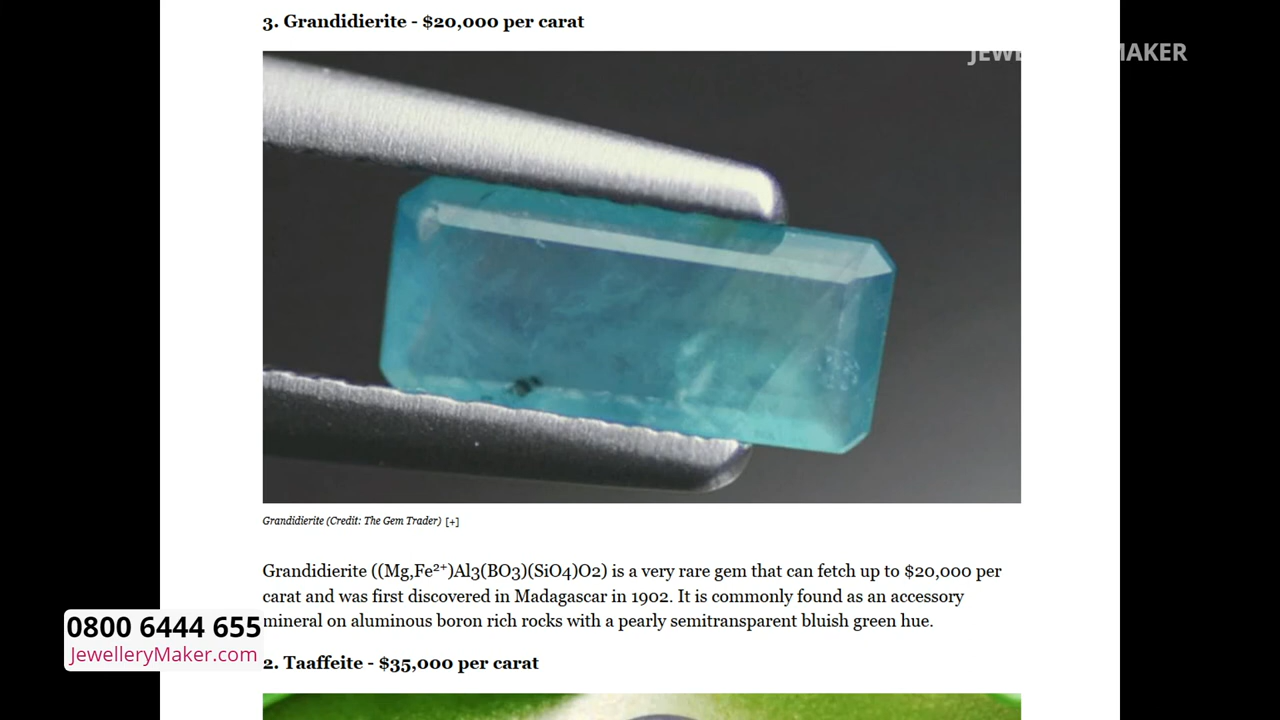 3. Grandidierite - $20,000 per carat
JEWE MAKER
Grandidierite (Credit: The Gem Trader) [+]
Grandidierite ((Mg,Fe²⁺)Al3(BO3)(SiO4)O2) is a very rare gem that can fetch up to $20,000 per
carat and was first discovered in Madagascar in 1902. It is commonly found as an accessory
mineral on aluminous boron rich rocks with a pearly semitransparent bluish green hue.
0800 6444 655
JewelleryMaker.com
2. Taaffeite - $35,000 per carat